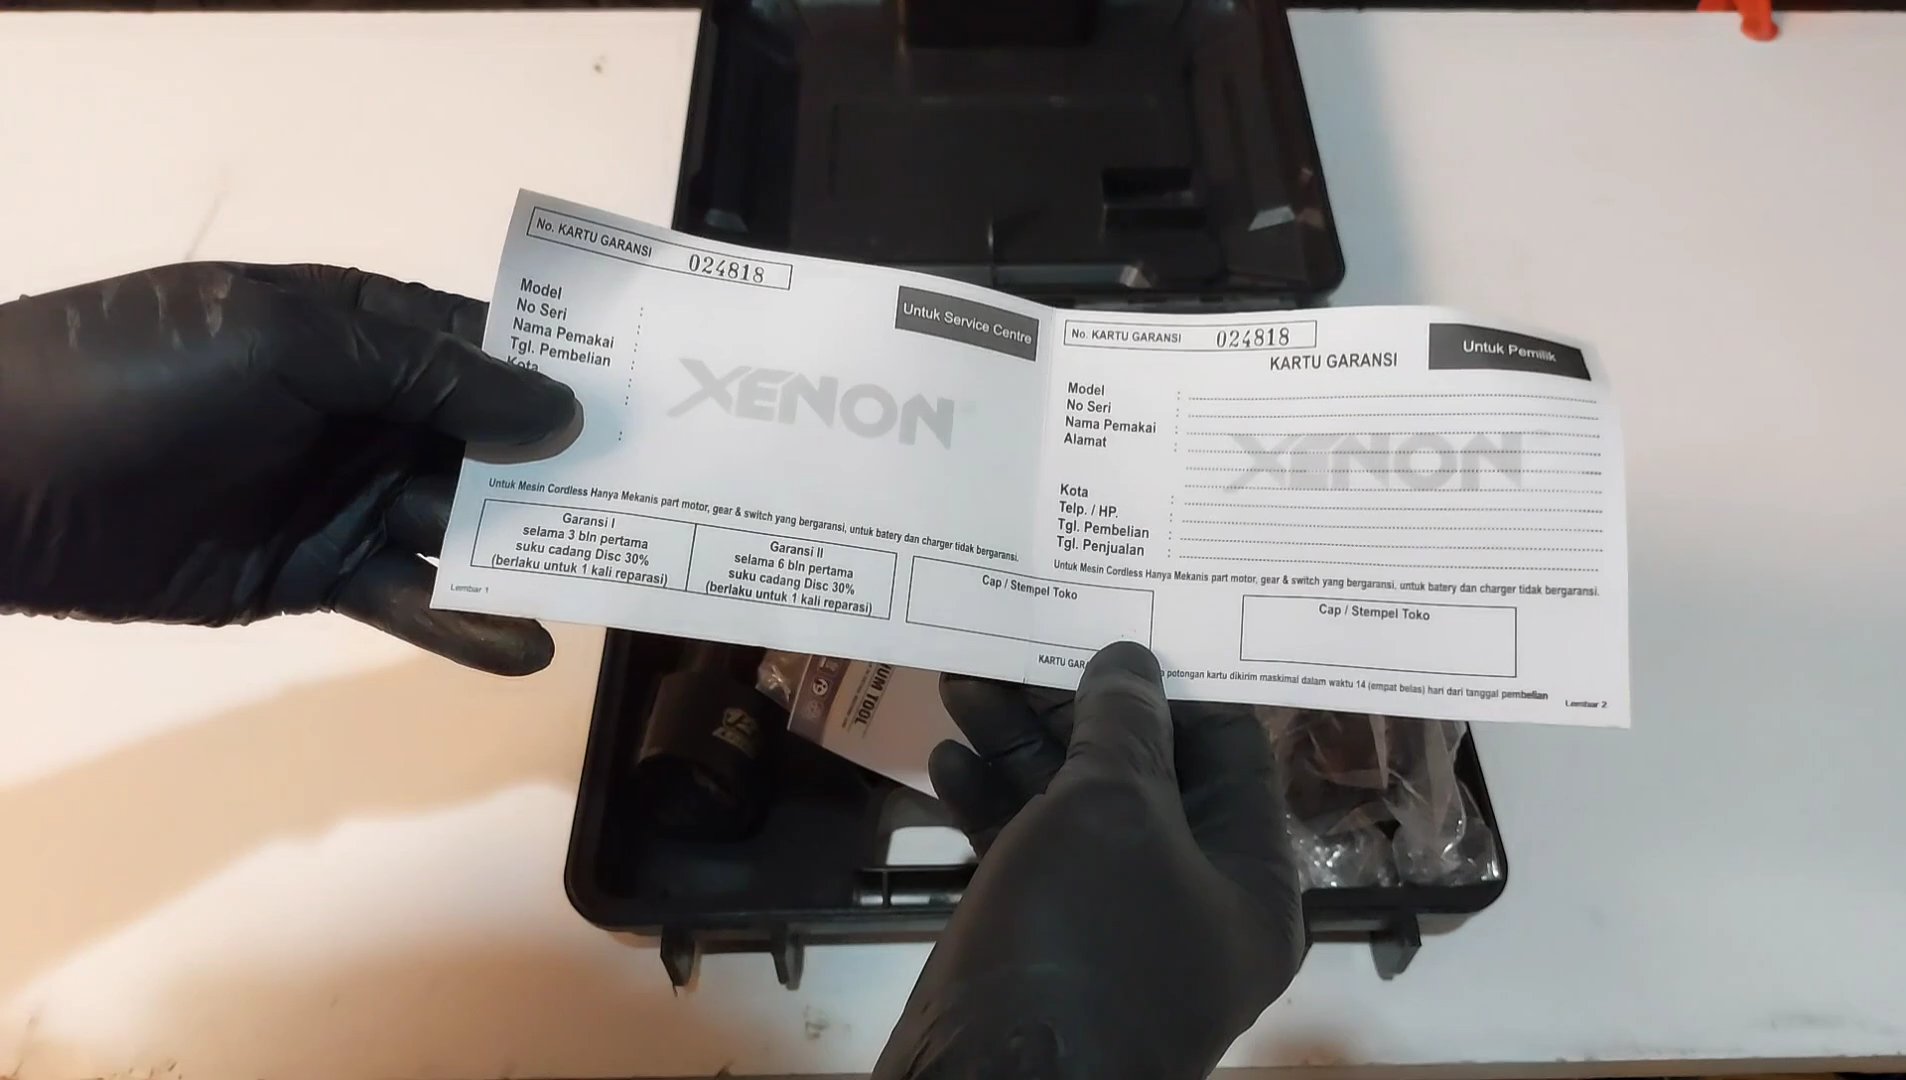 No. KARTU GARANSI 024818
Untuk Service Centre
Model :
No Seri :
Nama Pemakai :
Tgl. Pembelian :
Kota
XENON
Untuk Mesin Cordless Hanya Mekanis part motor, gear & switch yang bergaransi, untuk batery dan charger tidak bergaransi.
Garansi I
selama 3 bln pertama
suku cadang Disc 30%
(berlaku untuk 1 kali reparasi)
Garansi II
selama 6 bln pertama
suku cadang Disc 30%
(berlaku untuk 1 kali reparasi)
Cap / Stempel Toko
Lembar 1
No. KARTU GARANSI 024818
Untuk Pemilik
KARTU GARANSI
Model :
No Seri :
Nama Pemakai :
Alamat :
XENON
Kota :
Telp. / HP. :
Tgl. Pembelian :
Tgl. Penjualan :
Untuk Mesin Cordless Hanya Mekanis part motor, gear & switch yang bergaransi, untuk batery dan charger tidak bergaransi.
Cap / Stempel Toko
KARTU potongan kartu dikirim maskimal dalam waktu 14 (empat belas) hari dari tanggal pembelian
Lembar 2
TOOL